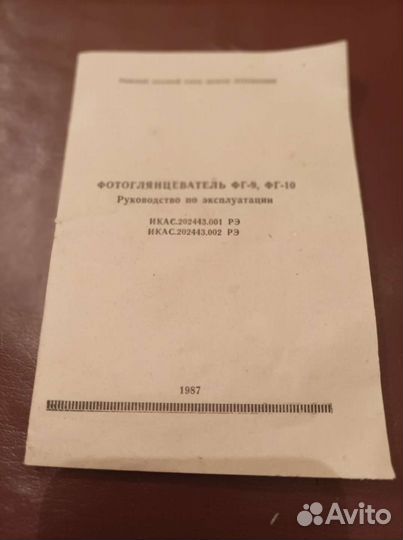 ФОТОГЛЯНЦЕВАТЕЛЬ ФГ-9, ФГ-10
Руководство по эксплуатации
ИКАС.202443.001 РЭ
ИКАС.202443.002 РЭ
1987
Avito